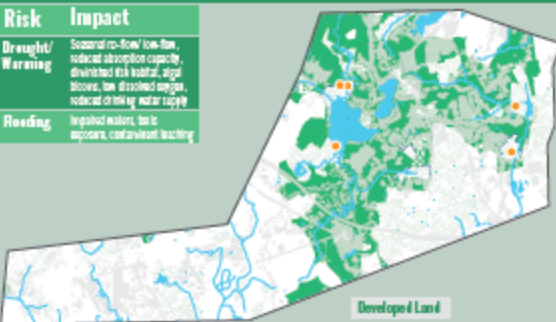 Risk Impact
Drought/
Warming
Seasonal no-flow/ low-flow,
reduced absorption capacity,
diminished fish habitat, algal
blooms, low dissolved oxygen,
reduced drinking water supply
Flooding
Impaired waters, toxic
exposure, contaminant leaching
Developed Land